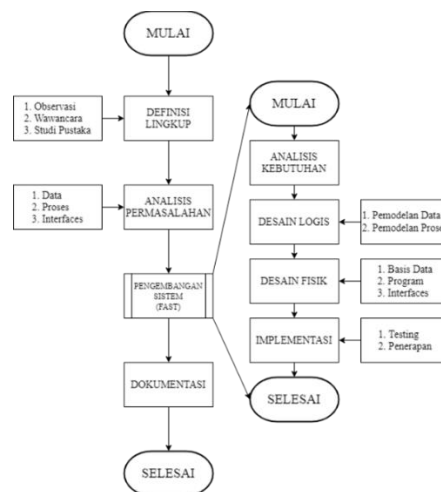 MULAI
1. Observasi
2. Wawancara
3. Studi Pustaka
DEFINISI
LINGKUP
1. Data
2. Proses
3. Interfaces
ANALISIS
PERMASALAHAN
PENGEMBANGAN
SISTEM
(FAST)
DOKUMENTASI
SELESAI
MULAI
ANALISIS
KEBUTUHAN
DESAIN LOGIS
1. Pemodelan Data
2. Pemodelan Prose
DESAIN FISIK
1. Basis Data
2. Program
3. Interfaces
IMPLEMENTASI
1. Testing
2. Penerapan
SELESAI